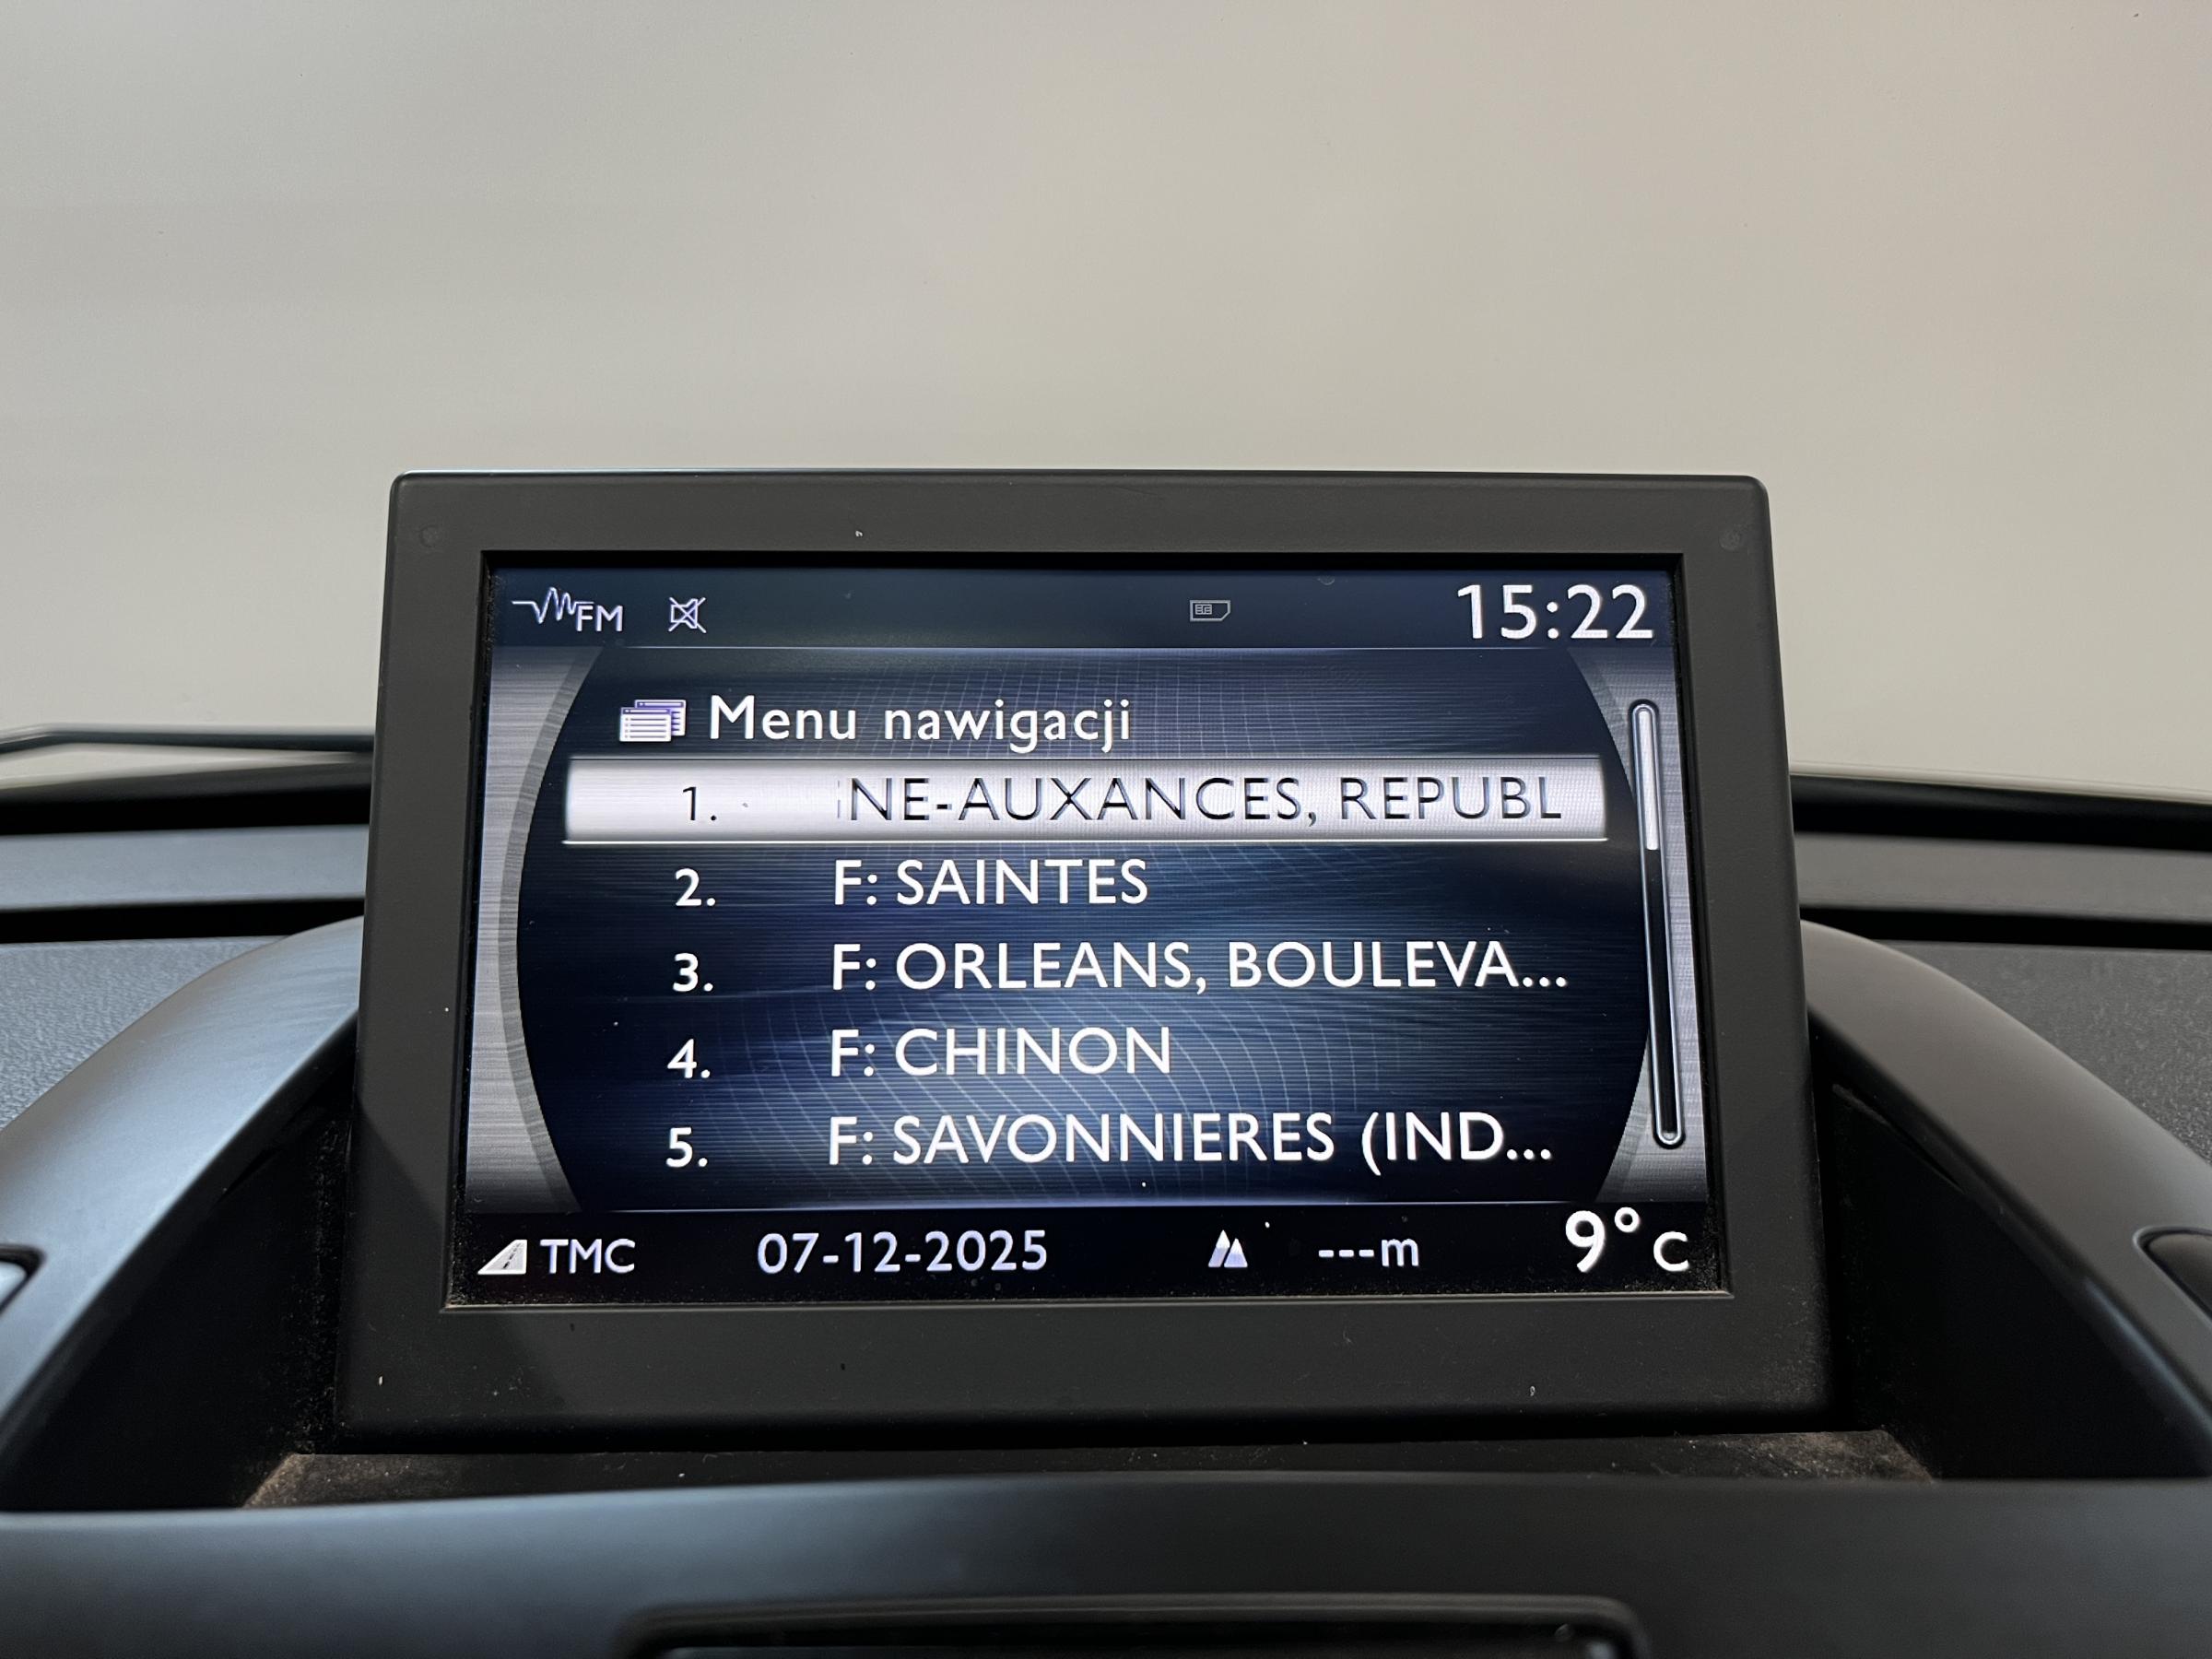 FM 15:22
Menu nawigacji
1. NE-AUXANCES, REPUBL
2. F: SAINTES
3. F: ORLEANS, BOULEVA...
4. F: CHINON
5. F: SAVONNIERES (IND...
TMC 07-12-2025 ---m 9°C